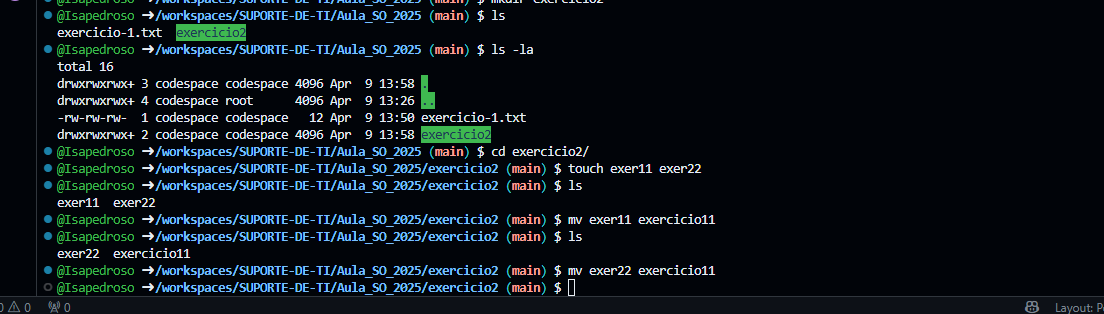 @Isapedroso ➜/workspaces/SUPORTE-DE-TI/Aula_SO_2025 (main) $ mkdir exercicio2
@Isapedroso ➜/workspaces/SUPORTE-DE-TI/Aula_SO_2025 (main) $ ls
exercicio-1.txt  exercicio2
@Isapedroso ➜/workspaces/SUPORTE-DE-TI/Aula_SO_2025 (main) $ ls -la
total 16
drwxrwxrwx+ 3 codespace codespace 4096 Apr  9 13:58 .
drwxrwxrwx+ 4 codespace root      4096 Apr  9 13:26 ..
-rw-rw-rw-  1 codespace codespace   12 Apr  9 13:50 exercicio-1.txt
drwxrwxrwx+ 2 codespace codespace 4096 Apr  9 13:58 exercicio2
@Isapedroso ➜/workspaces/SUPORTE-DE-TI/Aula_SO_2025 (main) $ cd exercicio2/
@Isapedroso ➜/workspaces/SUPORTE-DE-TI/Aula_SO_2025/exercicio2 (main) $ touch exer11 exer22
@Isapedroso ➜/workspaces/SUPORTE-DE-TI/Aula_SO_2025/exercicio2 (main) $ ls
exer11  exer22
@Isapedroso ➜/workspaces/SUPORTE-DE-TI/Aula_SO_2025/exercicio2 (main) $ mv exer11 exercicio11
@Isapedroso ➜/workspaces/SUPORTE-DE-TI/Aula_SO_2025/exercicio2 (main) $ ls
exer22  exercicio11
@Isapedroso ➜/workspaces/SUPORTE-DE-TI/Aula_SO_2025/exercicio2 (main) $ mv exer22 exercicio11
@Isapedroso ➜/workspaces/SUPORTE-DE-TI/Aula_SO_2025/exercicio2 (main) $
0 0 0 Layout: